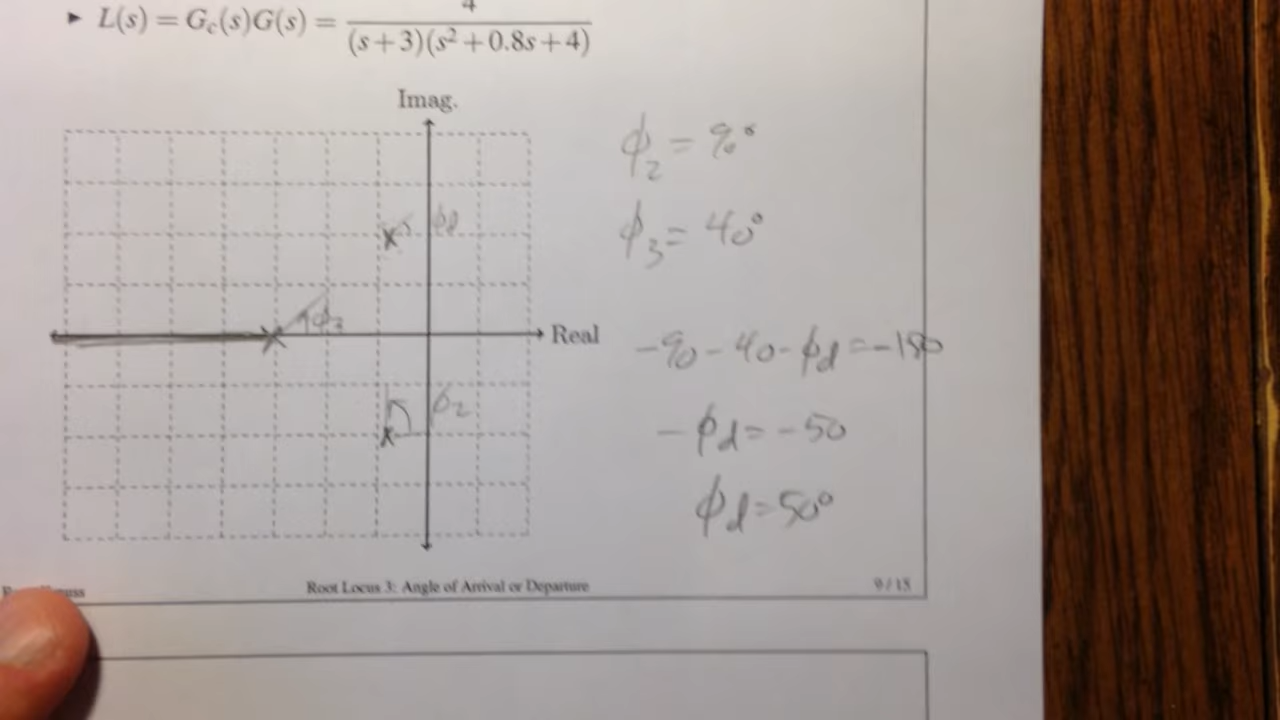 ► L(s) = G_c(s)G(s) = 4 / (s+3)(s² + 0.8s + 4)
Imag.
ϕ₂ = 90°
ϕ₃ = 40°
ϕd
ϕ₃
Real
-90 - 40 - ϕd = -180
ϕ₂
-ϕd = -50
ϕd = 50°
Root Locus 3: Angle of Arrival or Departure
9 / 15